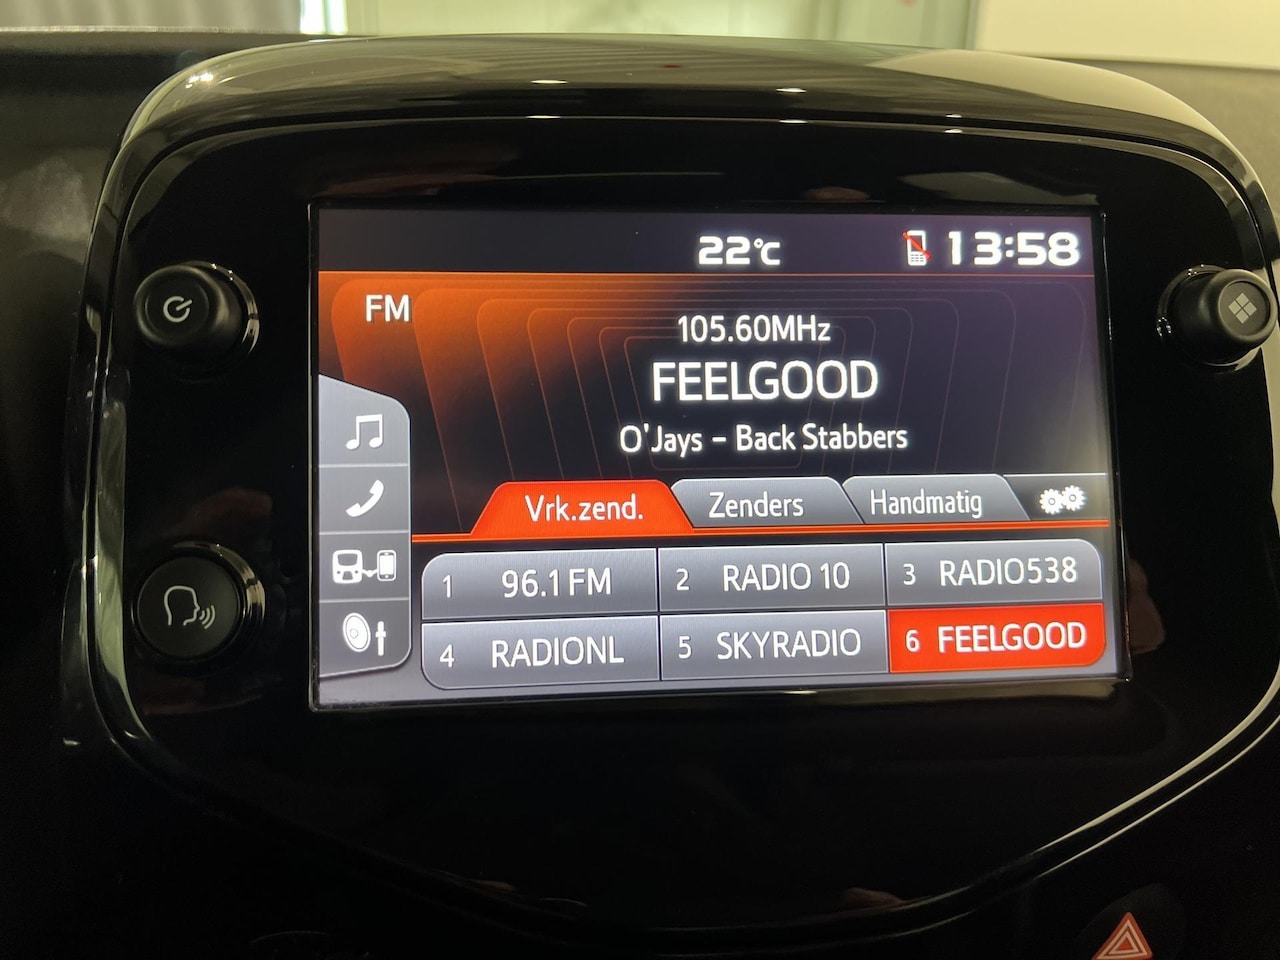 22°C 13:58
FM
105.60MHz
FEELGOOD
O'Jays - Back Stabbers
Vrk.zend. Zenders Handmatig
1 96.1 FM 2 RADIO 10 3 RADIO538
4 RADIONL 5 SKYRADIO 6 FEELGOOD